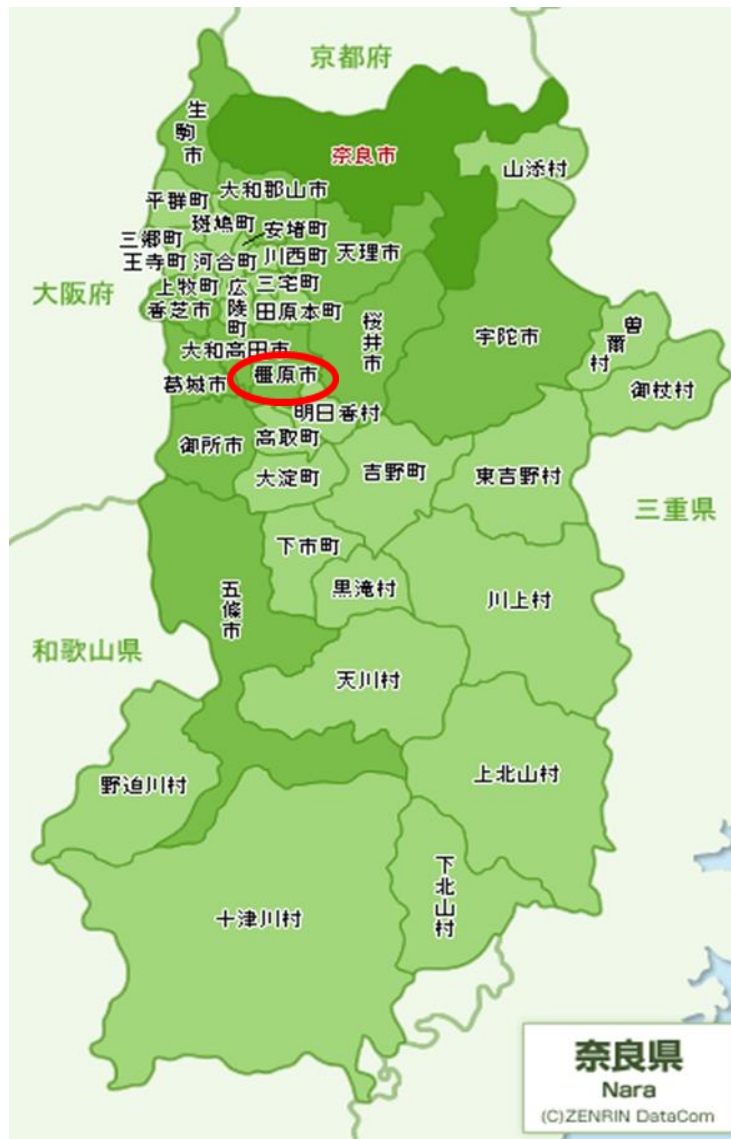 京都府
生駒市
奈良市
山添村
大和郡山市
平群町
斑鳩町
安堵町
三郷町
川西町
天理市
王寺町
河合町
上牧町
広陵町
三宅町
大阪府
香芝市
田原本町
桜井市
宇陀市
曽爾村
大和高田市
葛城市
橿原市
御杖村
明日香村
御所市
高取町
大淀町
吉野町
東吉野村
三重県
下市町
五條市
黒滝村
川上村
和歌山県
天川村
野迫川村
上北山村
下北山村
十津川村
奈良県
Nara
(C)ZENRIN DataCom